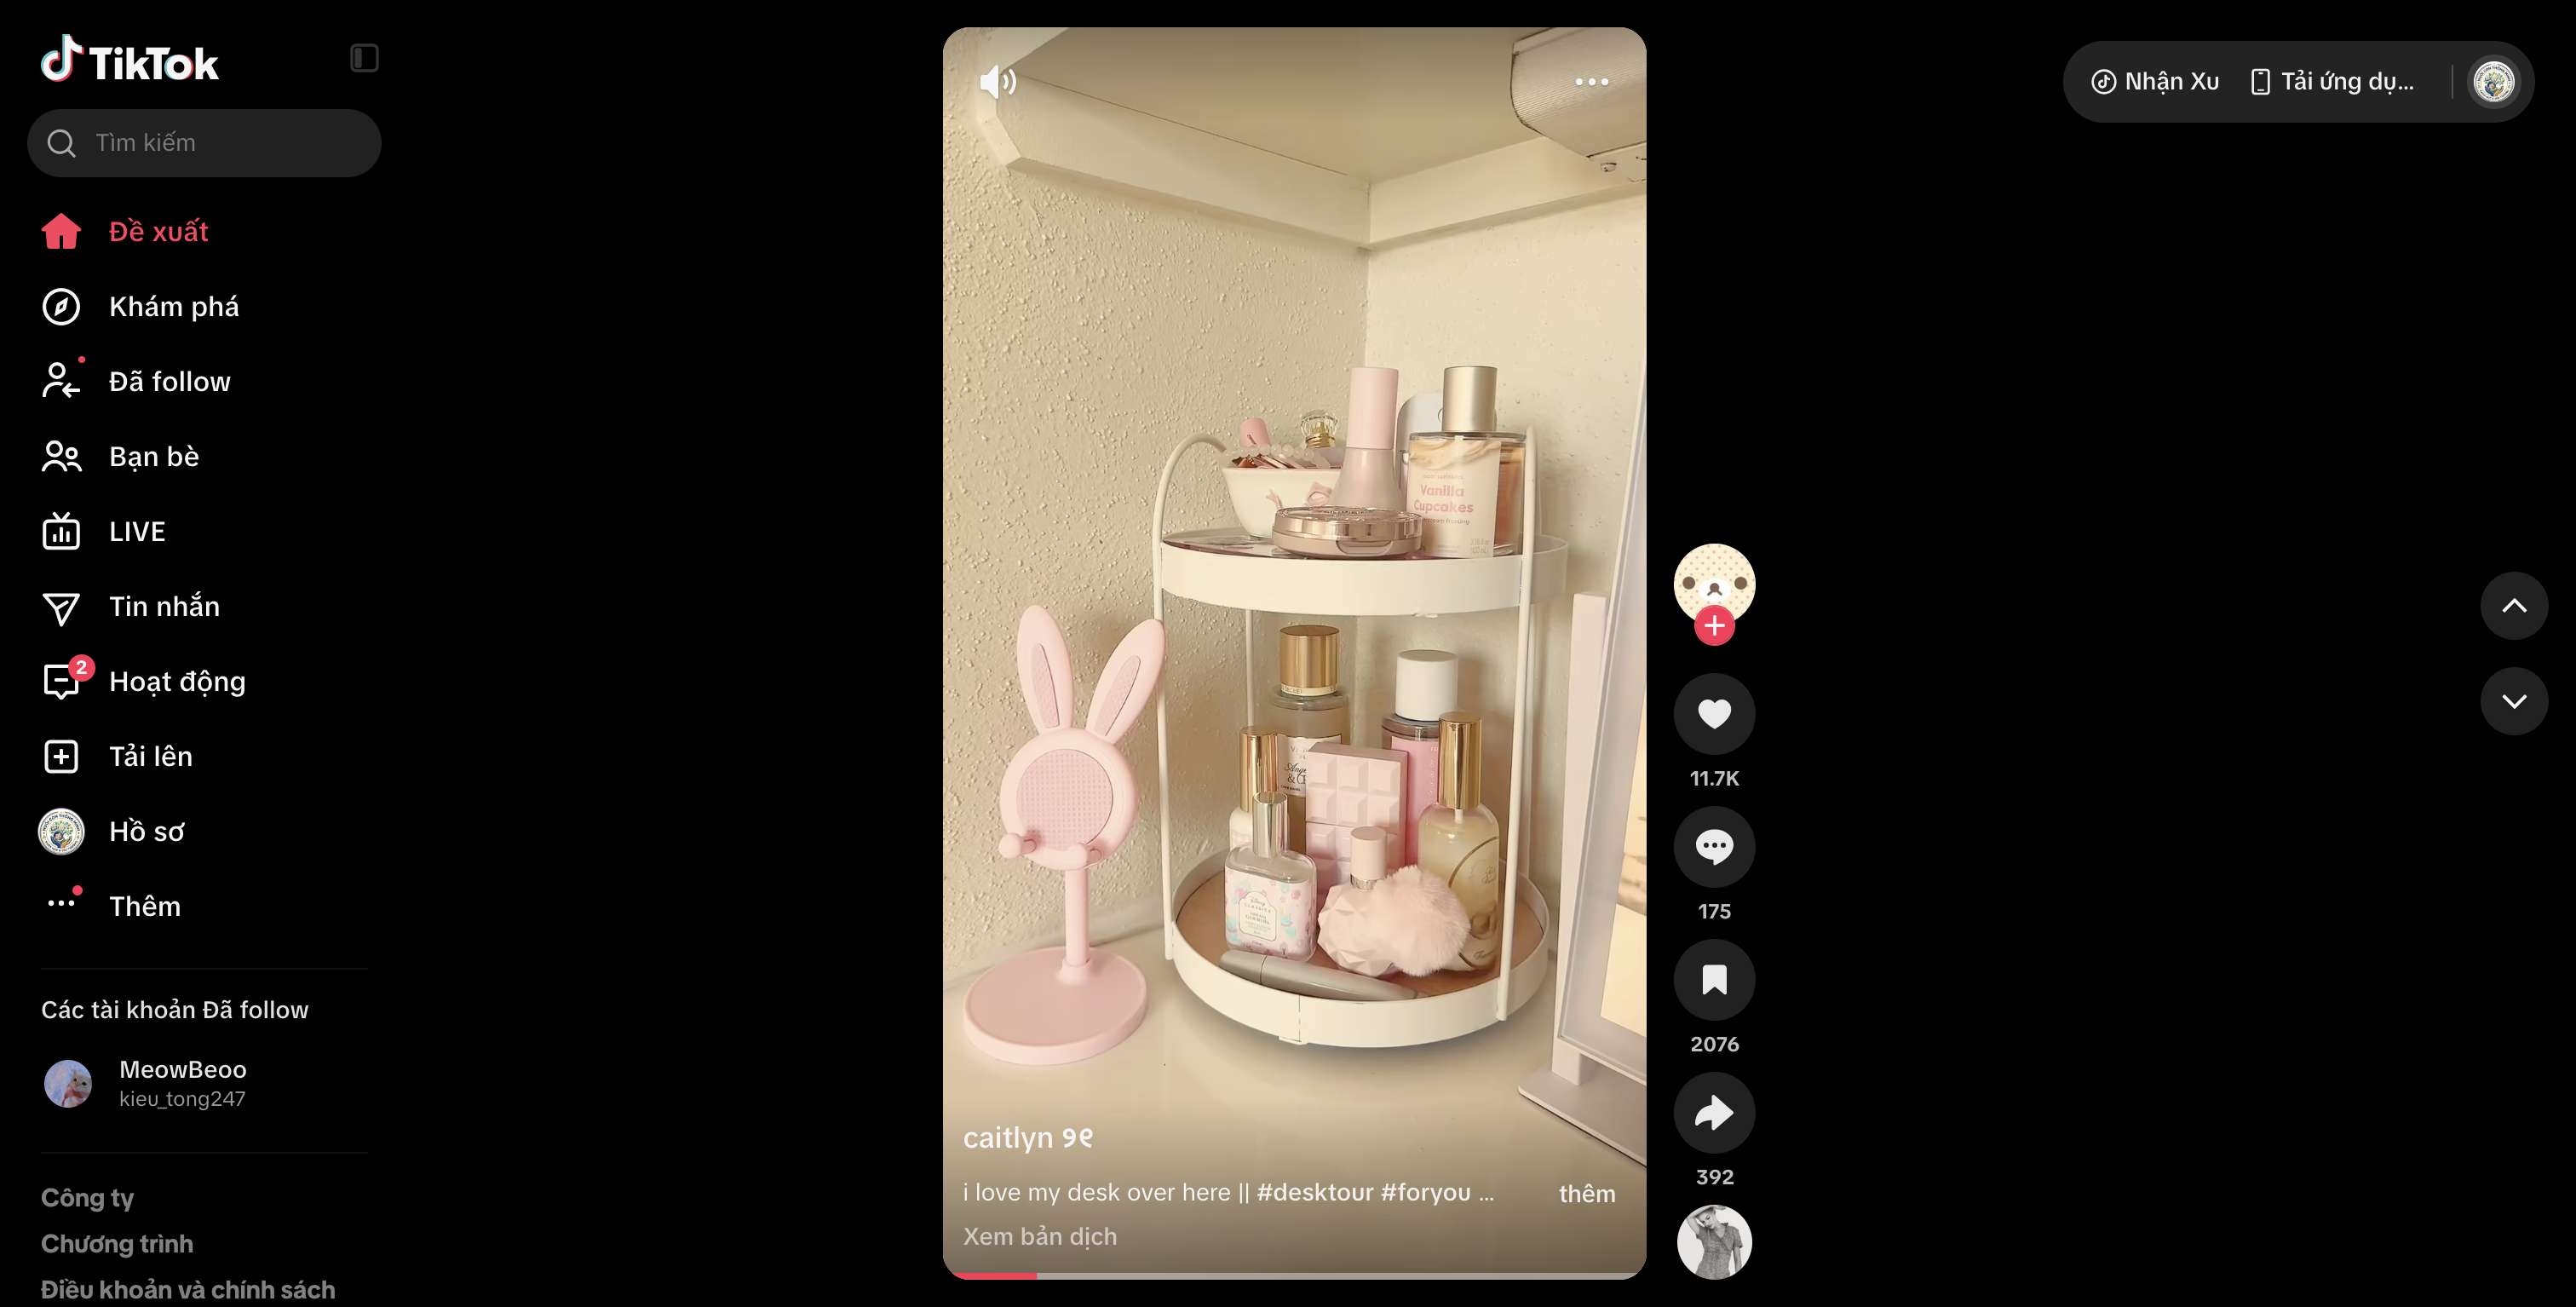 TikTok
Tìm kiếm
Đề xuất
Khám phá
Đã follow
Bạn bè
LIVE
Tin nhắn
2
Hoạt động
Tải lên
Hồ sơ
Thêm
Các tài khoản Đã follow
MeowBeoo
kieu_tong247
Công ty
Chương trình
Điều khoản và chính sách
Vanilla
Cupcakes
caitlyn ୨୧
i love my desk over here || #desktour #foryou ...
thêm
Xem bản dịch
11.7K
175
2076
392
Nhận Xu
Tải ứng dụ...